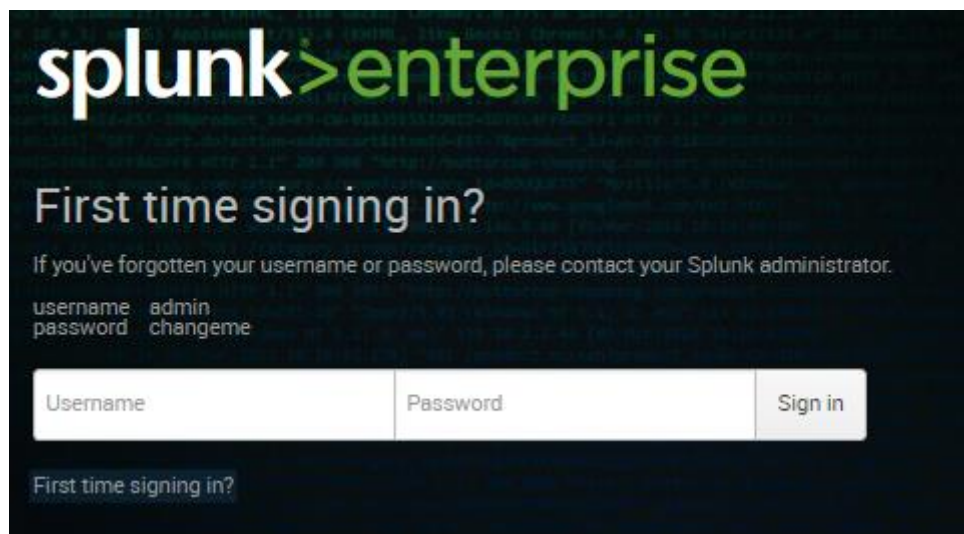 splunk>enterprise
First time signing in?
If you've forgotten your username or password, please contact your Splunk administrator.
username admin
password changeme
Username Password Sign in
First time signing in?